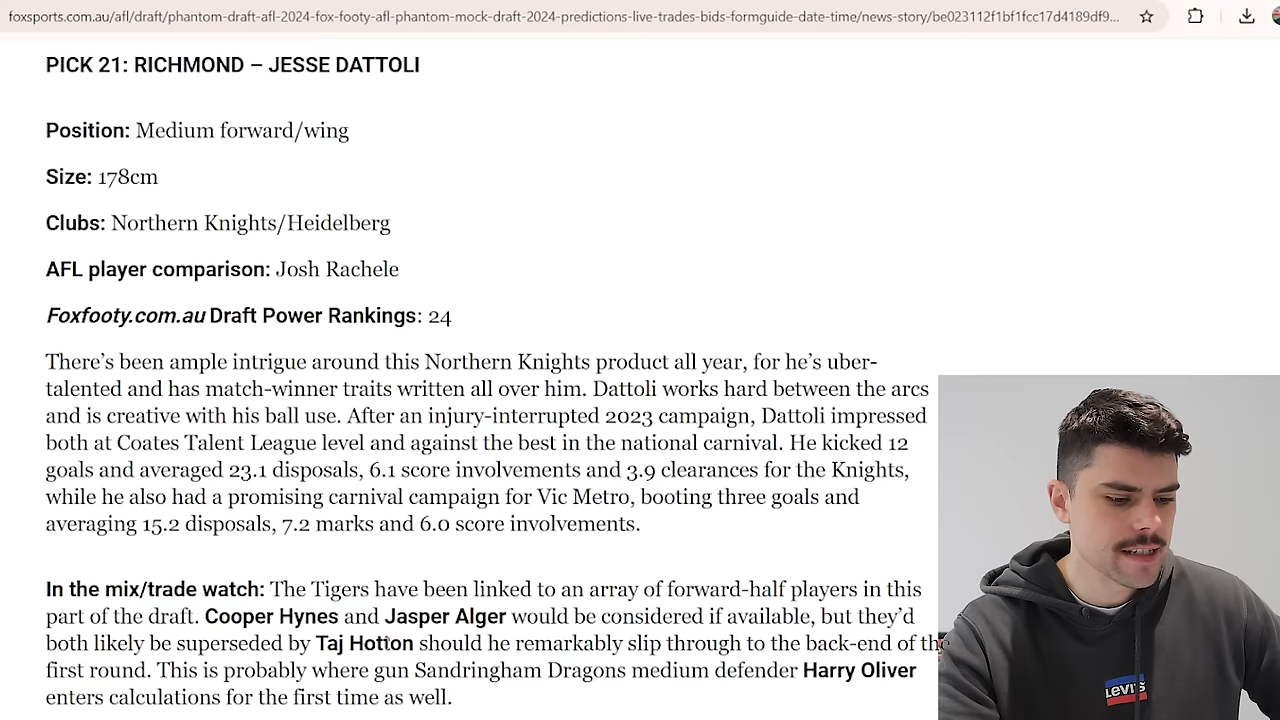 foxsports.com.au/afl/draft/phantom-draft-afl-2024-fox-footy-afl-phantom-mock-draft-2024-predictions-live-trades-bids-formguide-date-time/news-story/be023112f1bf1fcc17d4189df9...
PICK 21: RICHMOND – JESSE DATTOLI
Position: Medium forward/wing
Size: 178cm
Clubs: Northern Knights/Heidelberg
AFL player comparison: Josh Rachele
Foxfooty.com.au Draft Power Rankings: 24
There’s been ample intrigue around this Northern Knights product all year, for he’s uber-
talented and has match-winner traits written all over him. Dattoli works hard between the arcs
and is creative with his ball use. After an injury-interrupted 2023 campaign, Dattoli impressed
both at Coates Talent League level and against the best in the national carnival. He kicked 12
goals and averaged 23.1 disposals, 6.1 score involvements and 3.9 clearances for the Knights,
while he also had a promising carnival campaign for Vic Metro, booting three goals and
averaging 15.2 disposals, 7.2 marks and 6.0 score involvements.
In the mix/trade watch: The Tigers have been linked to an array of forward-half players in this
part of the draft. Cooper Hynes and Jasper Alger would be considered if available, but they’d
both likely be superseded by Taj Hotton should he remarkably slip through to the back-end of the
first round. This is probably where gun Sandringham Dragons medium defender Harry Oliver
enters calculations for the first time as well.
LEVI'S